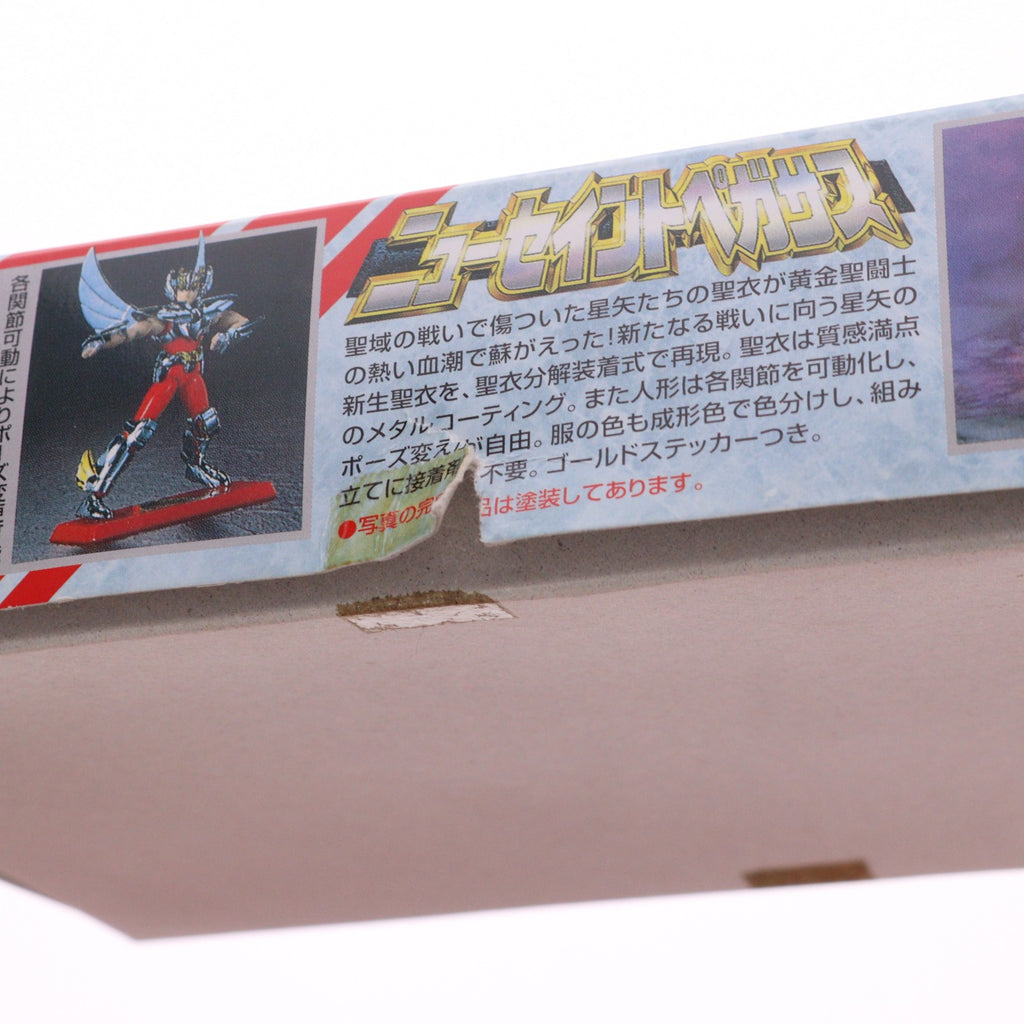 各関節可動によりポ
ニューセイントペガサス
聖域の戦いで傷ついた星矢たちの聖衣が黄金聖闘士
の熱い血潮で蘇がえった!新たなる戦いに向う星矢の
新生聖衣を、聖衣分解装着式で再現。聖衣は質感満点
のメタルコーティング。また人形は各関節を可動化し、
ポーズ変えが自由。服の色も成形色で色分けし、組み
立てに接着剤不要。ゴールドステッカーつき。
●写真の完 品は塗装してあります。